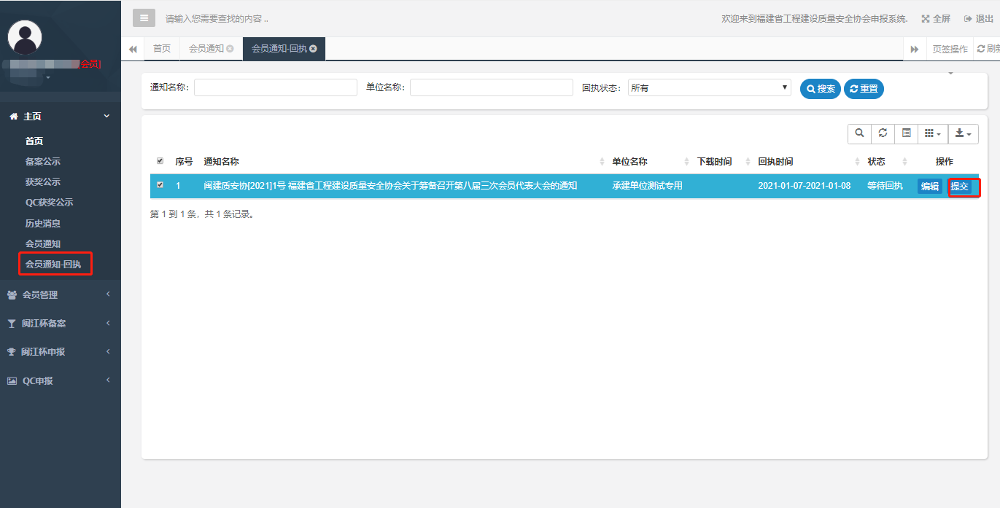 请输入您需要查找的内容 ..
欢迎来到福建省工程建设质量安全协会申报系统.
全屏
退出
会员]
首页
会员通知
会员通知-回执
页签操作
刷新
主页
首页
备案公示
获奖公示
QC获奖公示
历史消息
会员通知
会员通知-回执
会员管理
闽江杯备案
闽江杯申报
QC申报
通知名称：
单位名称：
回执状态：
所有
搜索
重置
序号 通知名称 单位名称 下载时间 回执时间 状态 操作
1 闽建质安协[2021]1号 福建省工程建设质量安全协会关于筹备召开第八届三次会员代表大会的通知 承建单位测试专用 2021-01-07-2021-01-08 等待回执 编辑 提交
第 1 到 1 条，共 1 条记录。